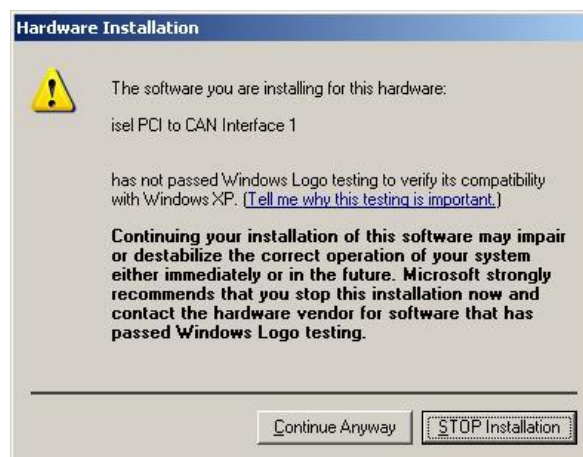 Hardware Installation
The software you are installing for this hardware:
isel PCI to CAN Interface 1
has not passed Windows Logo testing to verify its compatibility
with Windows XP. (Tell me why this testing is important.)
Continuing your installation of this software may impair
or destabilize the correct operation of your system
either immediately or in the future. Microsoft strongly
recommends that you stop this installation now and
contact the hardware vendor for software that has
passed Windows Logo testing.
Continue Anyway
STOP Installation